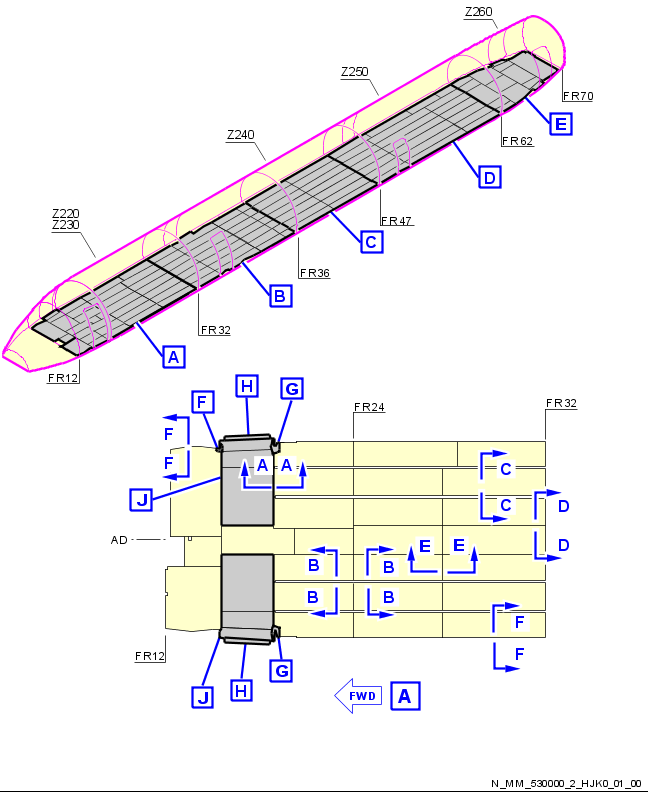 Z260
Z250
FR70
E
FR62
Z240
D
FR47
Z220
Z230
C
FR36
B
FR32
A
FR12
H
G
F
FR24
FR32
F
A A
F
C
J
C
D
AD
D
E E
B
B
B
B
F
F
FR12
G
H
J
FWD
A
N_MM_530000_2_HJK0_01_00